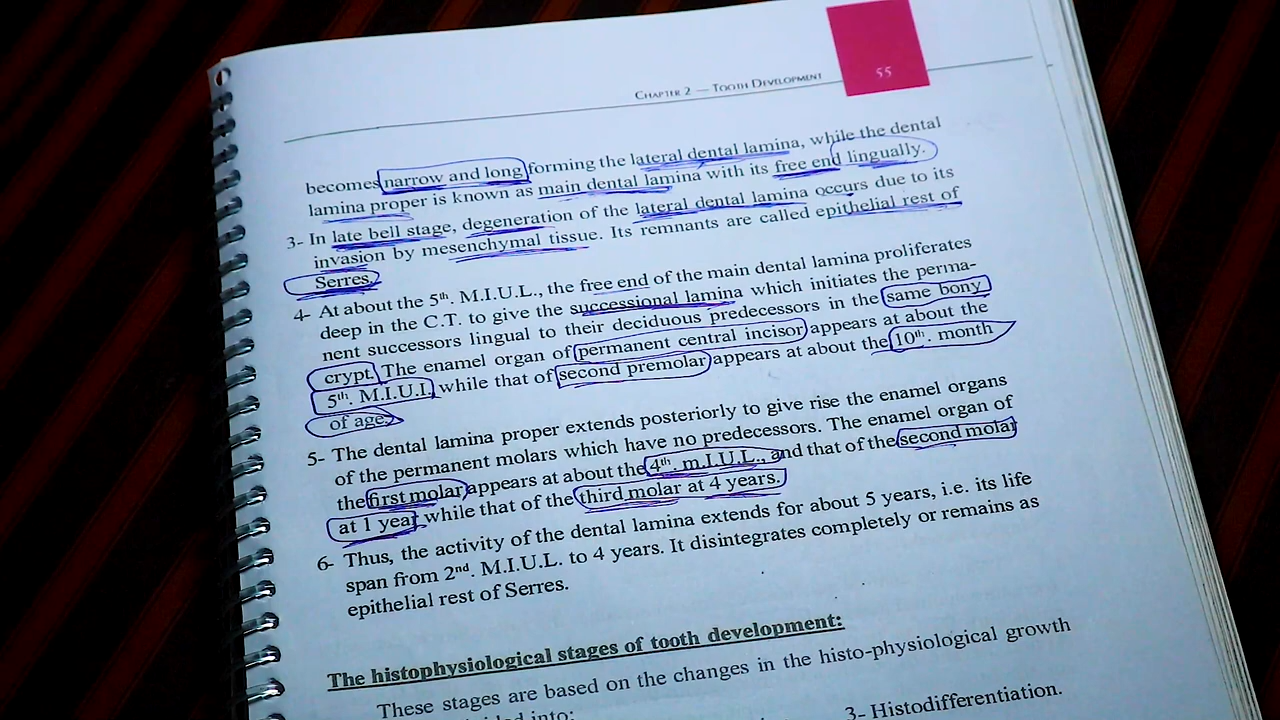 55
CHAPTER 2 — TOOTH DEVELOPMENT
becomes narrow and long forming the lateral dental lamina, while the dental
lamina proper is known as main dental lamina with its free end lingually.
3- In late bell stage, degeneration of the lateral dental lamina occurs due to its
invasion by mesenchymal tissue. Its remnants are called epithelial rest of
Serres.
4- At about the 5th. M.I.U.L., the free end of the main dental lamina proliferates
deep in the C.T. to give the successional lamina which initiates the perma-
nent successors lingual to their deciduous predecessors in the same bony
crypt. The enamel organ of permanent central incisor appears at about the
5th. M.I.U.L. while that of second premolar appears at about the 10th. month
of age.
5- The dental lamina proper extends posteriorly to give rise the enamel organs
of the permanent molars which have no predecessors. The enamel organ of
the first molar appears at about the 4th. m.I.U.L., and that of the second molar
at 1 year while that of the third molar at 4 years.
6- Thus, the activity of the dental lamina extends for about 5 years, i.e. its life
span from 2nd. M.I.U.L. to 4 years. It disintegrates completely or remains as
epithelial rest of Serres.
The histophysiological stages of tooth development:
These stages are based on the changes in the histo-physiological growth
into:
3- Histodifferentiation.